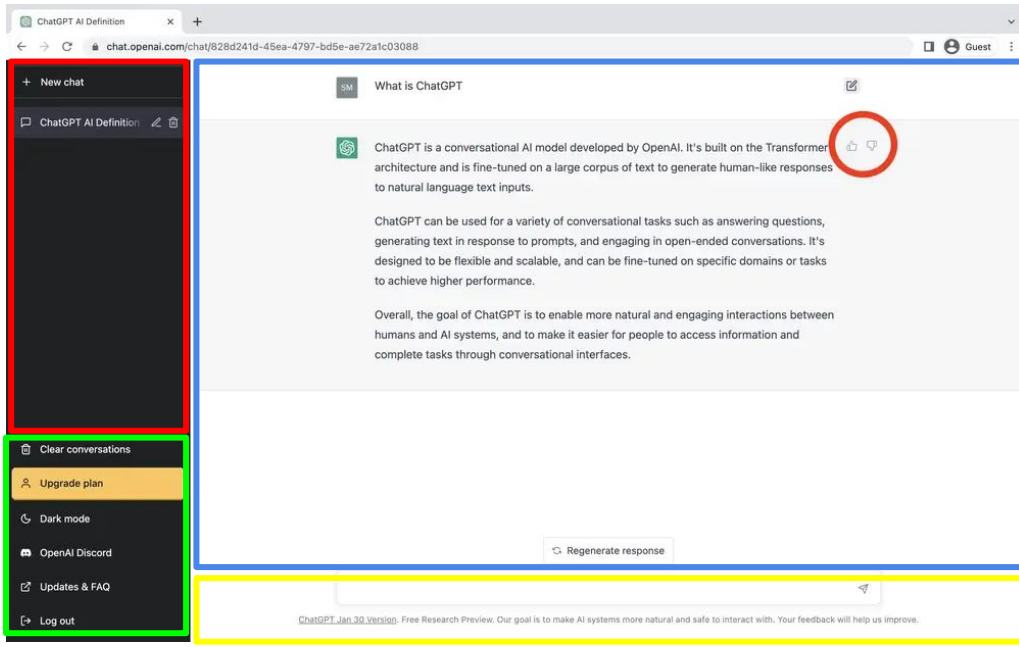 ChatGPT AI Definition
chat.openai.com/chat/828d241d-45ea-4797-bd5e-ae72a1c03088
Guest
New chat
ChatGPT AI Definition
Clear conversations
Upgrade plan
Dark mode
OpenAI Discord
Updates & FAQ
Log out
SM
What is ChatGPT
ChatGPT is a conversational AI model developed by OpenAI. It's built on the Transformer
architecture and is fine-tuned on a large corpus of text to generate human-like responses
to natural language text inputs.
ChatGPT can be used for a variety of conversational tasks such as answering questions,
generating text in response to prompts, and engaging in open-ended conversations. It's
designed to be flexible and scalable, and can be fine-tuned on specific domains or tasks
to achieve higher performance.
Overall, the goal of ChatGPT is to enable more natural and engaging interactions between
humans and AI systems, and to make it easier for people to access information and
complete tasks through conversational interfaces.
Regenerate response
ChatGPT Jan 30 Version. Free Research Preview. Our goal is to make AI systems more natural and safe to interact with. Your feedback will help us improve.